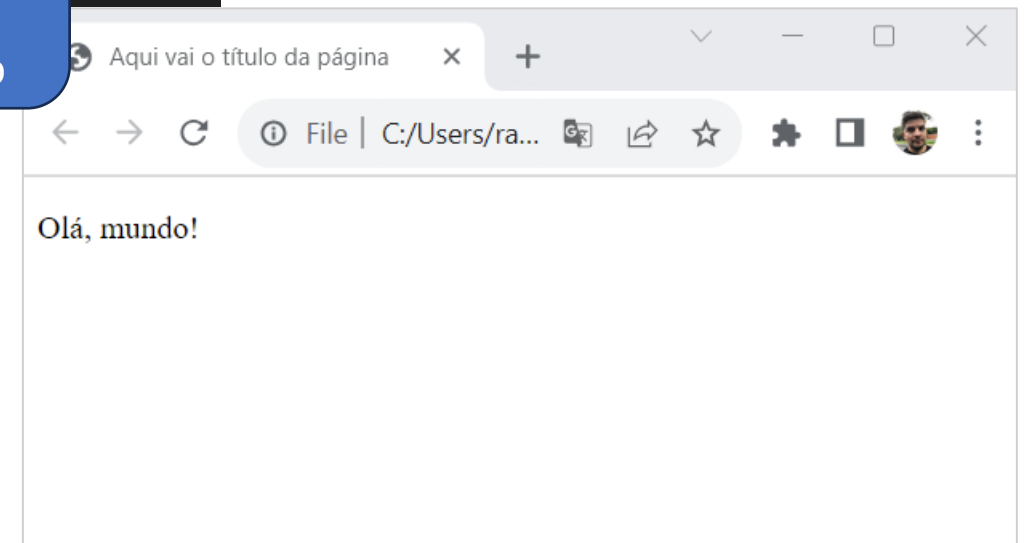 Aqui vai o título da página
File | C:/Users/ra...
Olá, mundo!